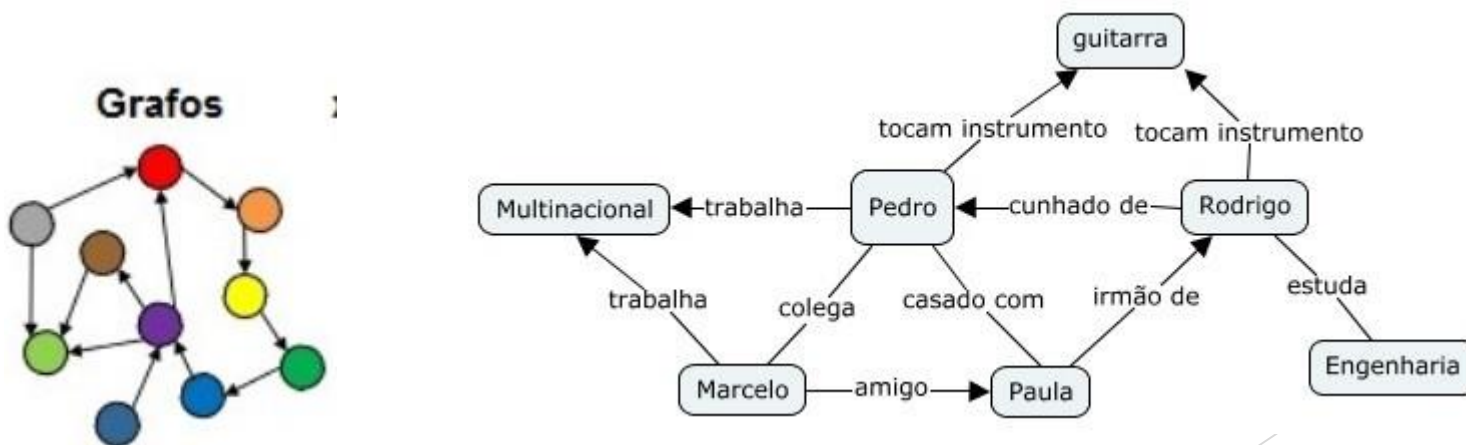 Grafos
guitarra
tocam instrumento
tocam instrumento
Multinacional
trabalha
Pedro
cunhado de
Rodrigo
trabalha
colega
casado com
irmão de
estuda
Marcelo
amigo
Paula
Engenharia